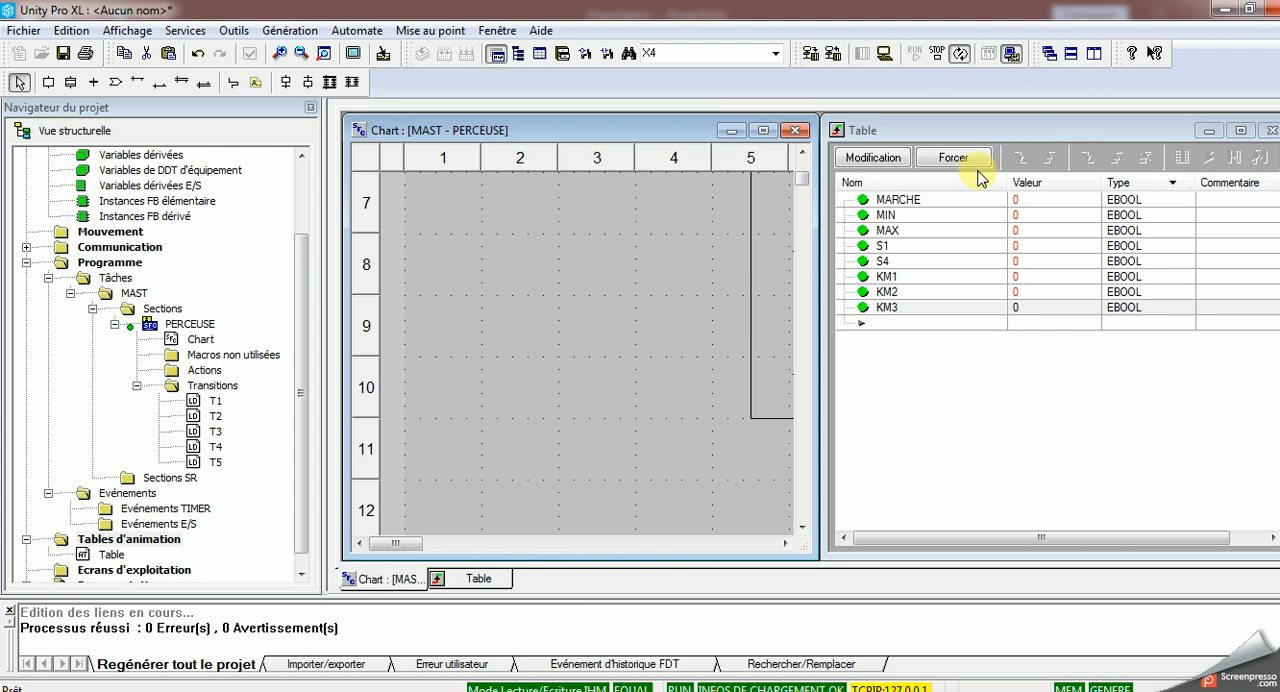 Unity Pro XL : <Aucun nom>*
Fichier Edition Affichage Services Outils Génération Automate Mise au point Fenêtre Aide
X4
RUN STOP
Navigateur du projet
Vue structurelle
Variables dérivées
Variables de DDT d'équipement
Variables dérivées E/S
Instances FB élémentaire
Instances FB dérivé
Mouvement
Communication
Programme
Tâches
MAST
Sections
PERCEUSE
Chart
Macros non utilisées
Actions
Transitions
T1
T2
T3
T4
T5
Sections SR
Evénements
Evénements TIMER
Evénements E/S
Tables d'animation
Table
Ecrans d'exploitation
Chart : [MAST - PERCEUSE]
1 2 3 4 5
7
8
9
10
11
12
Table
Modification Forcer
Nom Valeur Type Commentaire
MARCHE 0 EBOOL
MIN 0 EBOOL
MAX 0 EBOOL
S1 0 EBOOL
S4 0 EBOOL
KM1 0 EBOOL
KM2 0 EBOOL
KM3 0 EBOOL
Chart : [MAS... Table
Edition des liens en cours...
Processus réussi : 0 Erreur(s) , 0 Avertissement(s)
Regénérer tout le projet Importer/exporter Erreur utilisateur Evénement d'historique FDT Rechercher/Remplacer
Prêt Mode Lecture/Ecriture IHM EQUAL RUN INFOS DE CHARGEMENT OK TCPIP:127.0.0.1 MEM GENERE
Screenpresso
.com